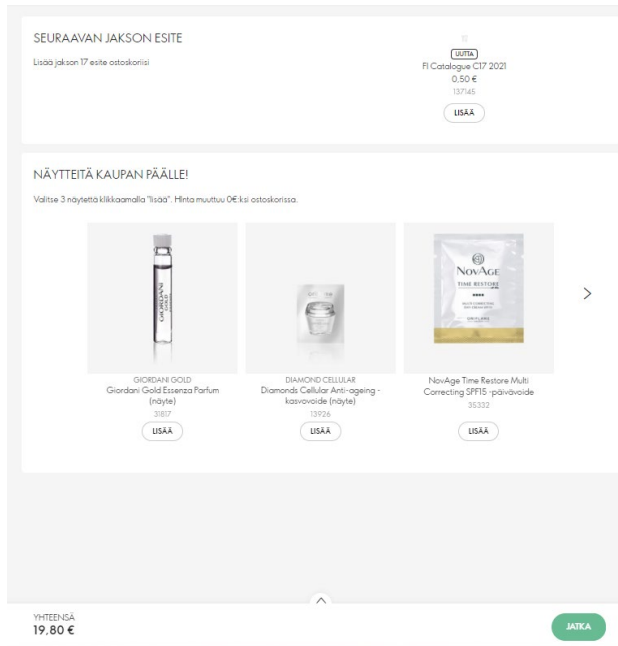 SEURAAVAN JAKSON ESITE
Lisää jakson 17 esite ostoskoriisi
UUTTA
FI Catalogue C17 2021
0,50 €
137145
LISÄÄ
NÄYTTEITÄ KAUPAN PÄÄLLE!
Valitse 3 näytettä klikkaamalla "lisää". HInta muuttuu 0€:ksi ostoskorissa.
GIORDANI
GOLD
NOVAGE
TIME RESTORE
GIORDANI GOLD
Giordani Gold Essenza Parfum
(näyte)
31817
LISÄÄ
DIAMOND CELLULAR
Diamonds Cellular Anti-ageing -
kasvovoide (näyte)
13926
LISÄÄ
NovAge Time Restore Multi
Correcting SPF15 -päivävoide
35332
LISÄÄ
YHTEENSÄ
19,80 €
JATKA